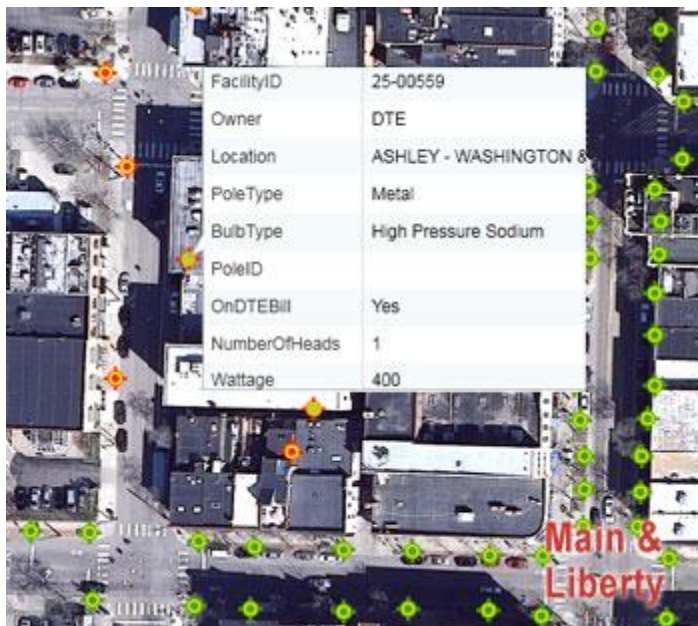 FacilityID 25-00559
Owner DTE
Location ASHLEY - WASHINGTON &
PoleType Metal
BulbType High Pressure Sodium
PoleID
OnDTEBill Yes
NumberOfHeads 1
Wattage 400
Main &
Liberty